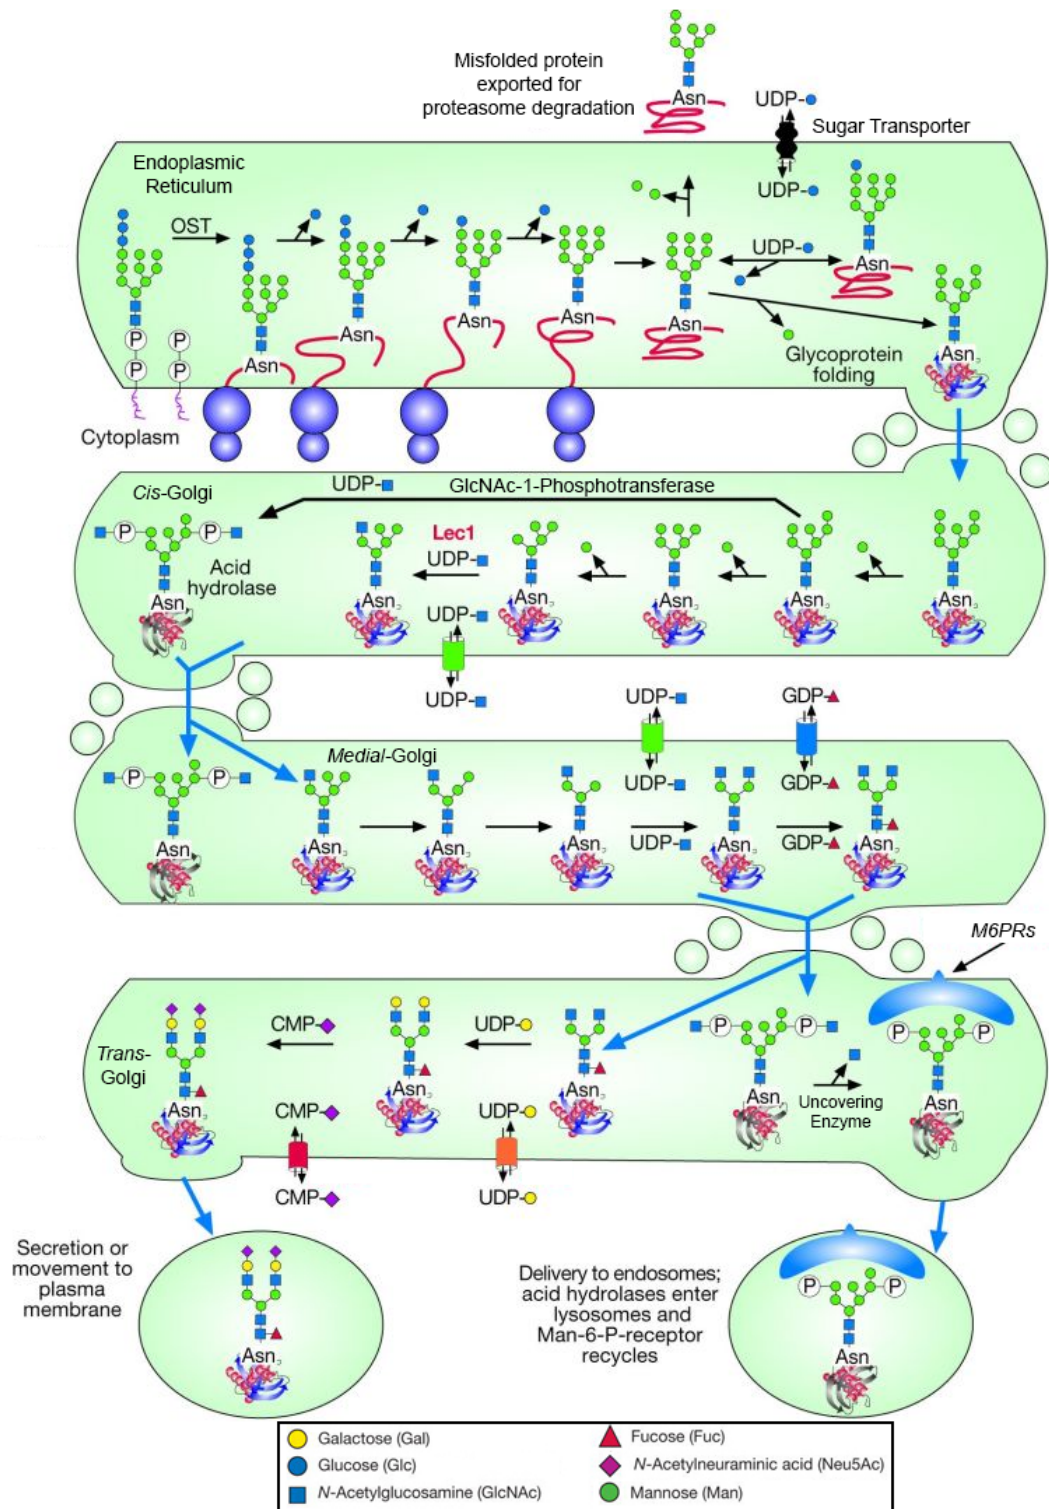 Misfolded protein
exported for
proteasome degradation
Asn
UDP-
Sugar Transporter
UDP-
Endoplasmic
Reticulum
OST
UDP-
Asn
Asn
Asn
Asn
Asn
Asn
Asn
P
P
P
P
Glycoprotein
folding
Asn
Cytoplasm
Cis-Golgi
UDP-
GlcNAc-1-Phosphotransferase
P
P
Lec1
UDP-
Acid
hydrolase
Asn
Asn
Asn
Asn
Asn
Asn
UDP-
UDP-
UDP-
GDP-
Medial-Golgi
P
P
UDP-
GDP-
Asn
Asn
Asn
Asn
UDP-
Asn
GDP-
Asn
M6PRs
CMP-
UDP-
P
P
P
P
Trans-
Golgi
Asn
Asn
Asn
Asn
Asn
Uncovering
Enzyme
CMP-
UDP-
CMP-
UDP-
Secretion or
movement to
plasma
membrane
Asn
Delivery to endosomes;
acid hydrolases enter
lysosomes and
Man-6-P-receptor
recycles
P
P
Asn
Galactose (Gal)
Fucose (Fuc)
Glucose (Glc)
N-Acetylneuraminic acid (Neu5Ac)
N-Acetylglucosamine (GlcNAc)
Mannose (Man)